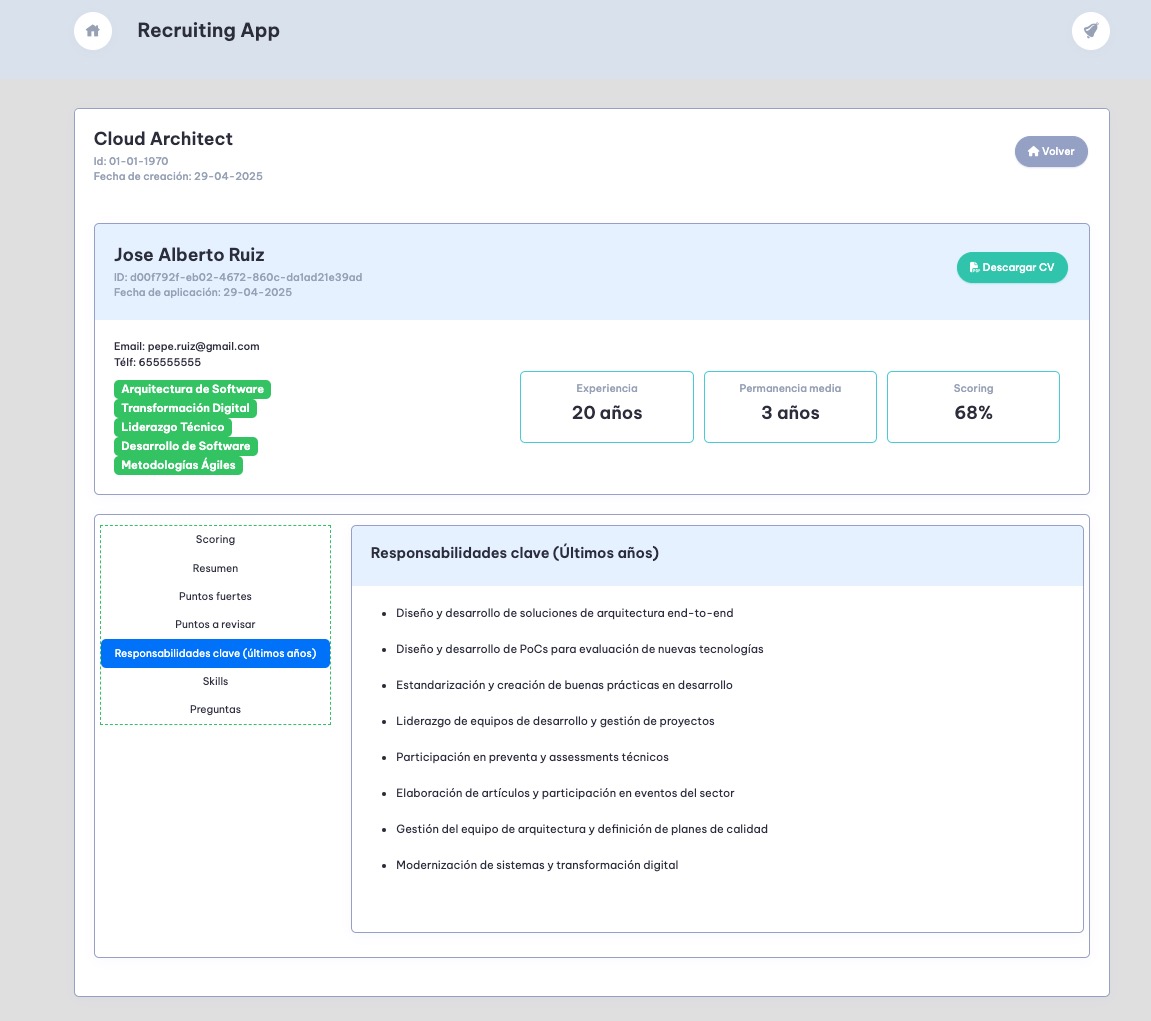 Recruiting App
Cloud Architect
Id: 01-01-1970
Fecha de creación: 29-04-2025
Volver
Jose Alberto Ruiz
ID: d00f792f-eb02-4672-860c-da1ad21e39ad
Fecha de aplicación: 29-04-2025
Descargar CV
Email: pepe.ruiz@gmail.com
Télf: 655555555
Arquitectura de Software
Transformación Digital
Liderazgo Técnico
Desarrollo de Software
Metodologías Ágiles
Experiencia
20 años
Permanencia media
3 años
Scoring
68%
Scoring
Resumen
Puntos fuertes
Puntos a revisar
Responsabilidades clave (últimos años)
Skills
Preguntas
Responsabilidades clave (Últimos años)
Diseño y desarrollo de soluciones de arquitectura end-to-end
Diseño y desarrollo de PoCs para evaluación de nuevas tecnologías
Estandarización y creación de buenas prácticas en desarrollo
Liderazgo de equipos de desarrollo y gestión de proyectos
Participación en preventa y assessments técnicos
Elaboración de artículos y participación en eventos del sector
Gestión del equipo de arquitectura y definición de planes de calidad
Modernización de sistemas y transformación digital